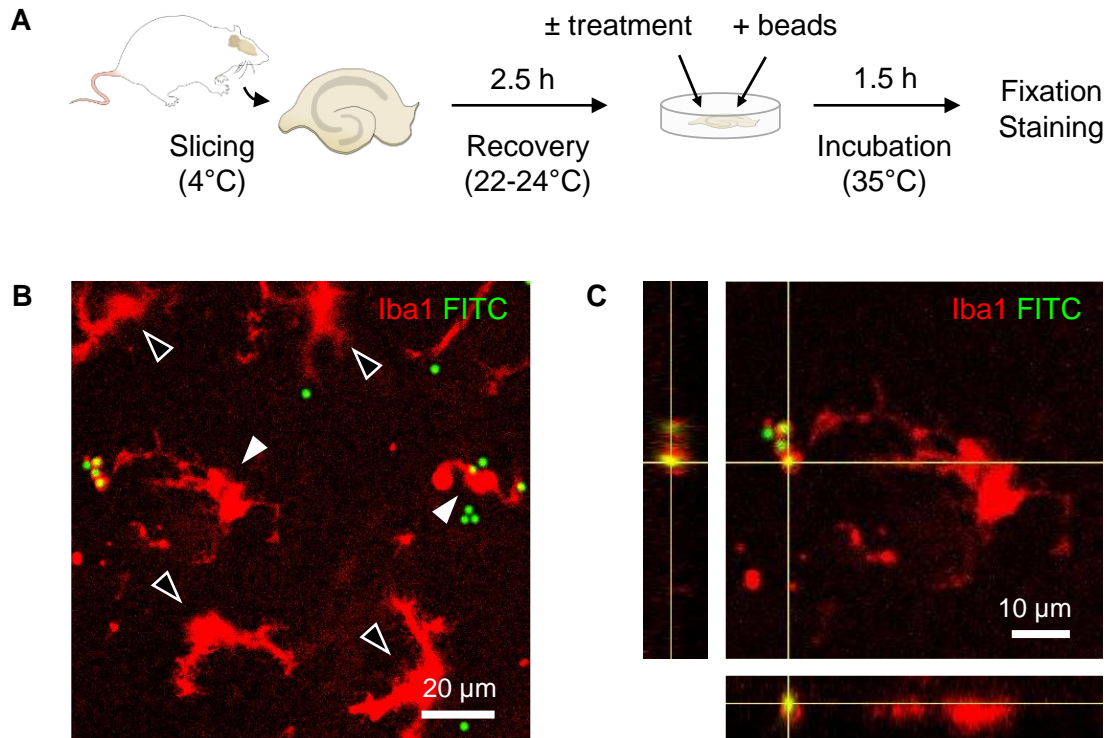 A
± treatment + beads
2.5 h 1.5 h
Slicing
(4°C)
Recovery
(22-24°C)
Incubation
(35°C)
Fixation
Staining
B
Iba1 FITC
20 µm
C
Iba1 FITC
10 µm